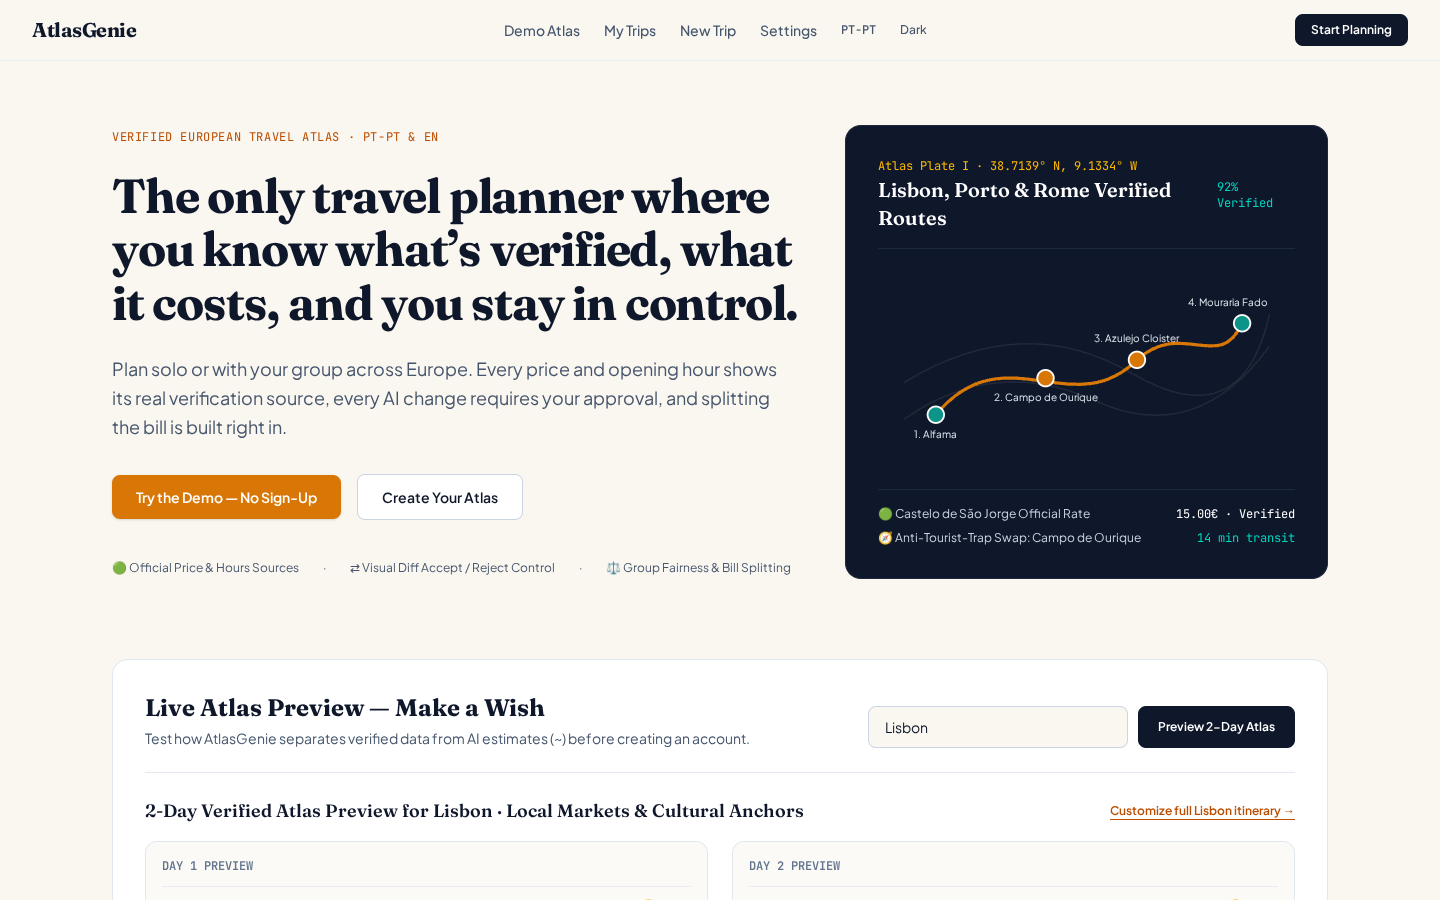 AtlasGenie
Demo Atlas
My Trips
New Trip
Settings
PT-PT
Dark
Start Planning
VERIFIED EUROPEAN TRAVEL ATLAS · PT-PT & EN
The only travel planner where
you know what’s verified, what
it costs, and you stay in control.
Plan solo or with your group across Europe. Every price and opening hour shows
its real verification source, every AI change requires your approval, and splitting
the bill is built right in.
Try the Demo — No Sign-Up
Create Your Atlas
Official Price & Hours Sources
·
⇄ Visual Diff Accept / Reject Control
·
Group Fairness & Bill Splitting
Atlas Plate I · 38.7139° N, 9.1334° W
Lisbon, Porto & Rome Verified
Routes
92%
Verified
4. Mouraria Fado
3. Azulejo Cloister
2. Campo de Ourique
1. Alfama
Castelo de São Jorge Official Rate
15.00€ · Verified
Anti-Tourist-Trap Swap: Campo de Ourique
14 min transit
Live Atlas Preview — Make a Wish
Test how AtlasGenie separates verified data from AI estimates (~) before creating an account.
Lisbon
Preview 2-Day Atlas
2-Day Verified Atlas Preview for Lisbon · Local Markets & Cultural Anchors
Customize full Lisbon itinerary →
DAY 1 PREVIEW
DAY 2 PREVIEW